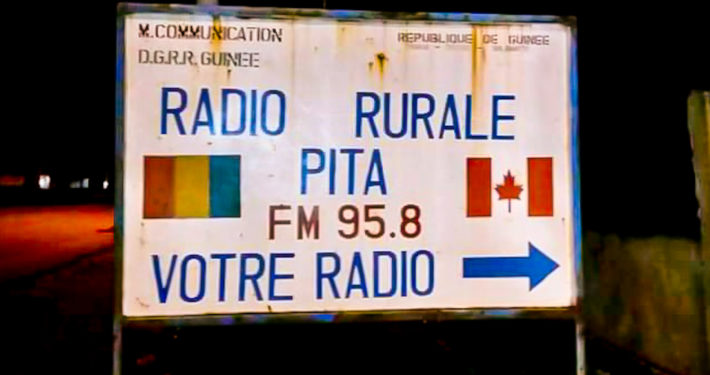 M.COMMUNICATION
REPUBLIQUE DE GUINEE
D.G.R.R. GUINEE
RADIO RURALE
PITA
FM 95.8
VOTRE RADIO